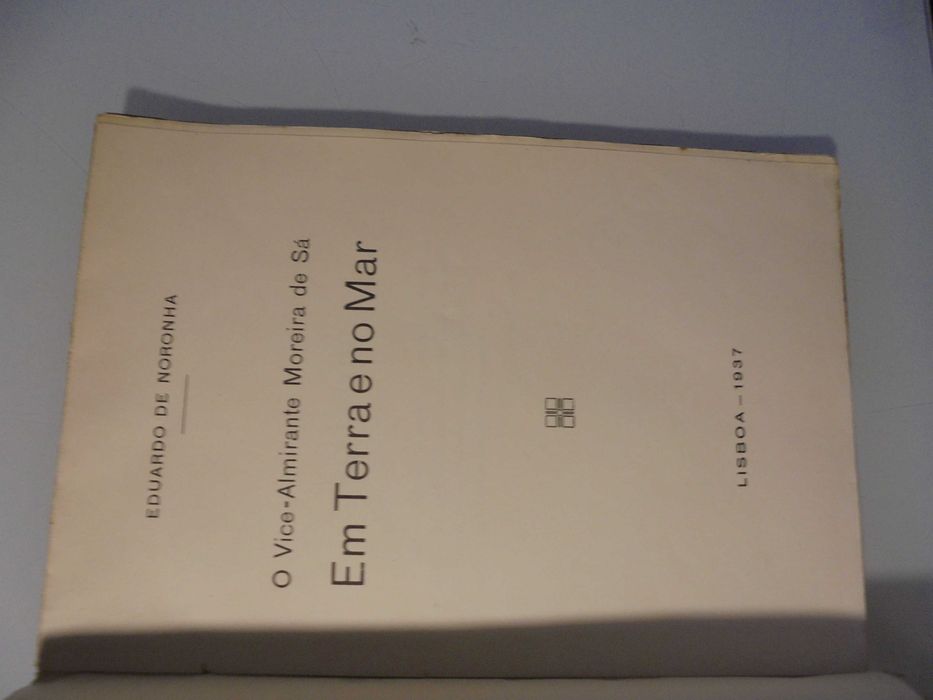 EDUARDO DE NORONHA
O Vice-Almirante Moreira de Sá
Em Terra e no Mar
LISBOA – 1937